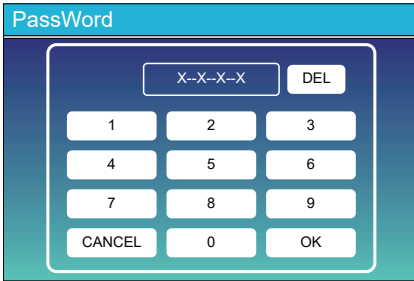 PassWord
X--X--X--X DEL
1 2 3
4 5 6
7 8 9
CANCEL 0 OK